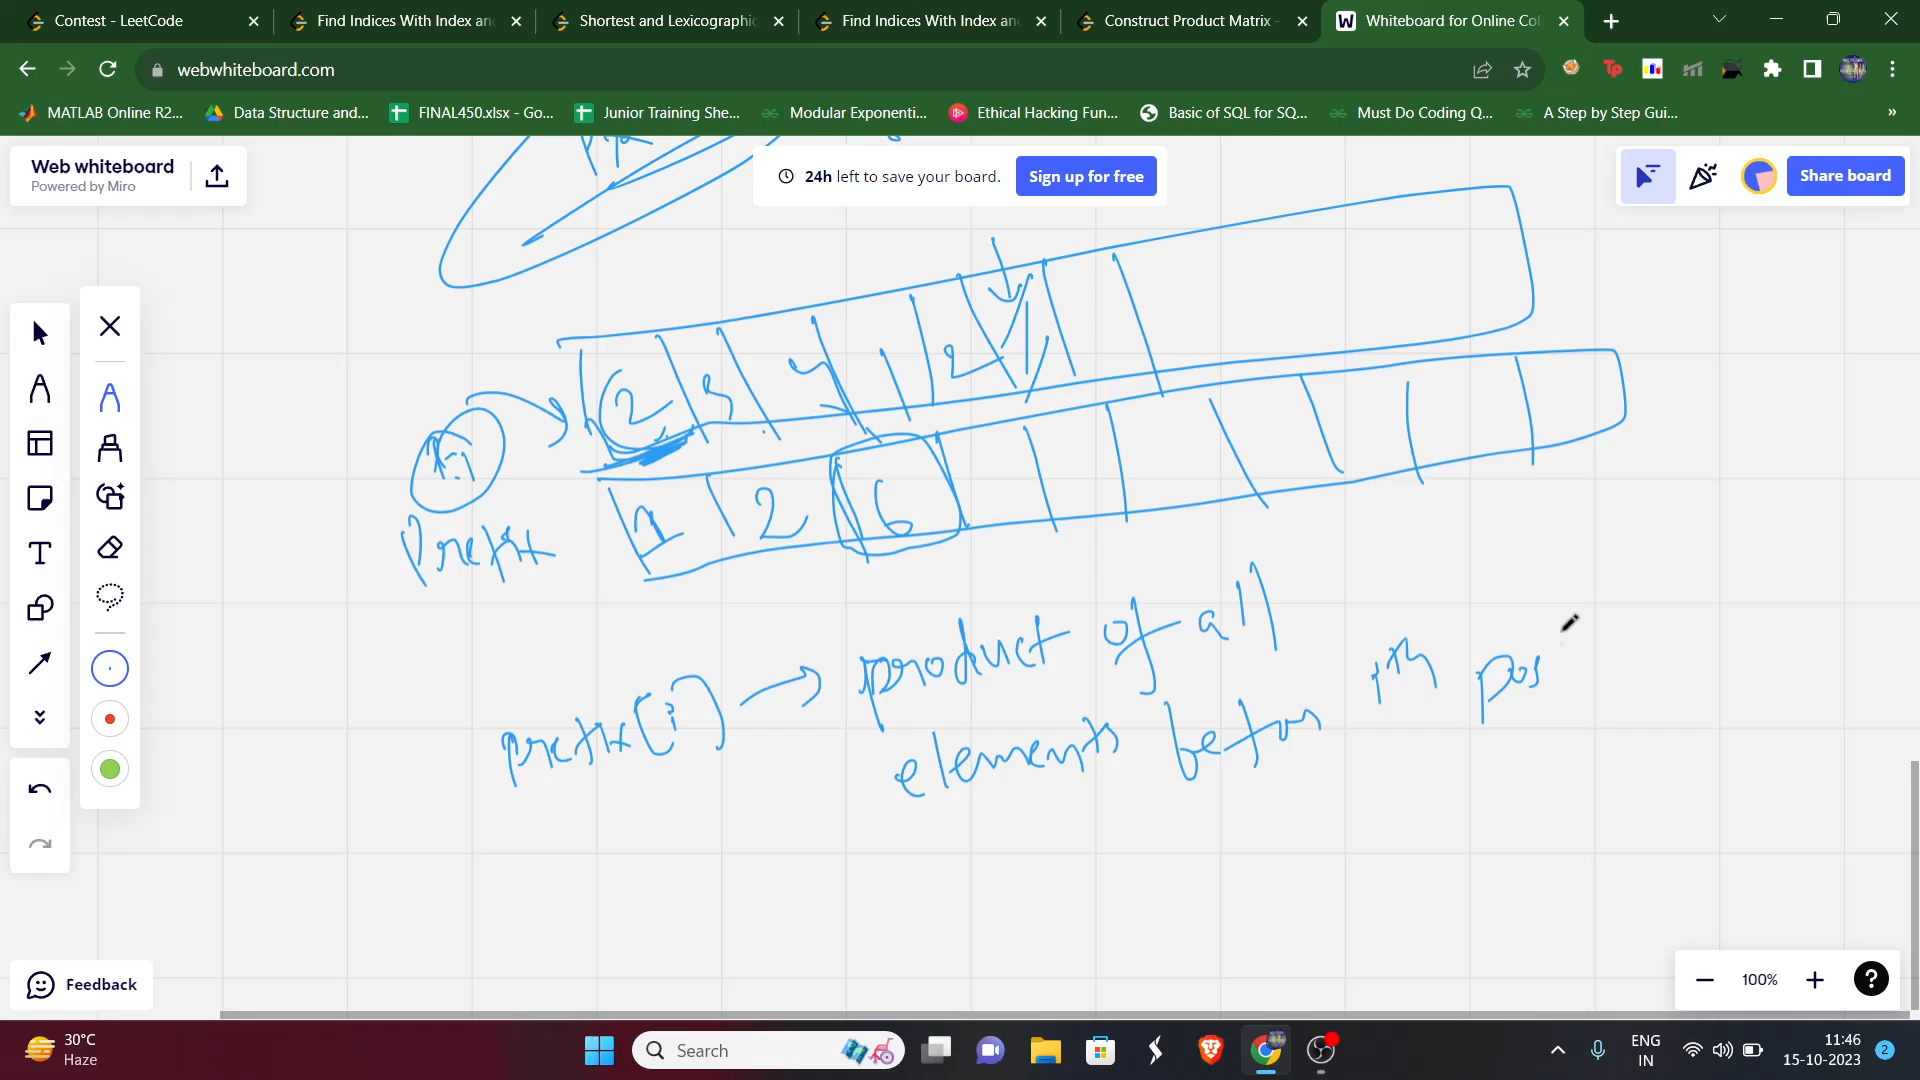 Contest - LeetCode
Find Indices With Index an
Shortest and Lexicographic
Find Indices With Index an
Construct Product Matrix -
Whiteboard for Online Col
webwhiteboard.com
MATLAB Online R2...
Data Structure and...
FINAL450.xlsx - Go...
Junior Training She...
Modular Exponenti...
Ethical Hacking Fun...
Basic of SQL for SQ...
Must Do Coding Q...
A Step by Step Gui...
Web whiteboard
Powered by Miro
24h left to save your board.
Sign up for free
Share board
2 3 4 1 2
Prefix
1 2 6
prefix[i] → product of all
elements before ith pos
Feedback
100%
30°C
Haze
Search
ENG
IN
11:46
15-10-2023
2